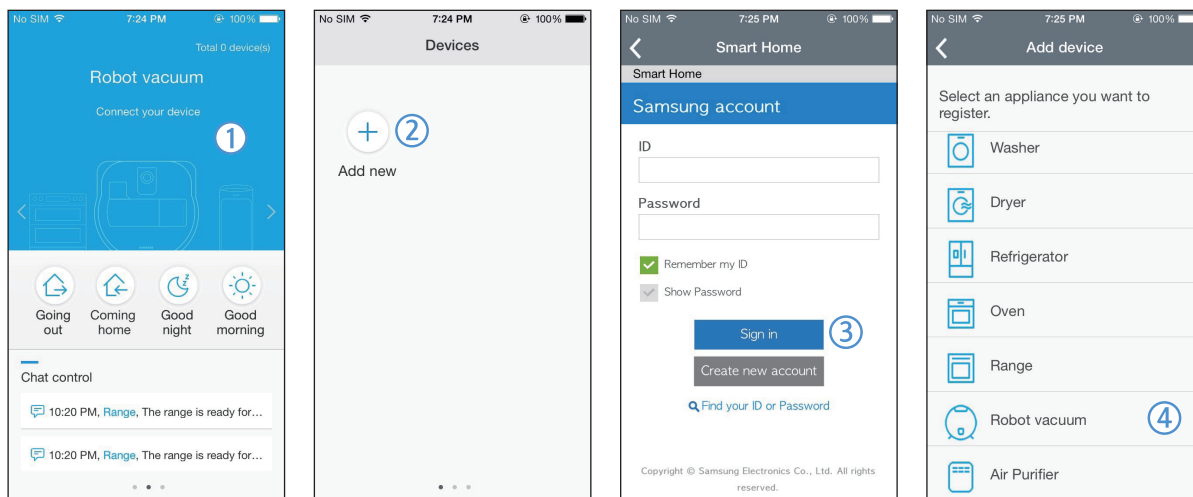 No SIM 7:24 PM 100%
Total 0 device(s)
Robot vacuum
Connect your device
①
Going out
Coming home
Good night
Good morning
Chat control
10:20 PM, Range, The range is ready for…
10:20 PM, Range, The range is ready for…
No SIM 7:24 PM 100%
Devices
②
Add new
No SIM 7:25 PM 100%
Smart Home
Smart Home
Samsung account
ID
Password
Remember my ID
Show Password
Sign in
③
Create new account
Find your ID or Password
Copyright © Samsung Electronics Co., Ltd. All rights
reserved.
No SIM 7:25 PM 100%
Add device
Select an appliance you want to
register.
Washer
Dryer
Refrigerator
Oven
Range
Robot vacuum
④
Air Purifier